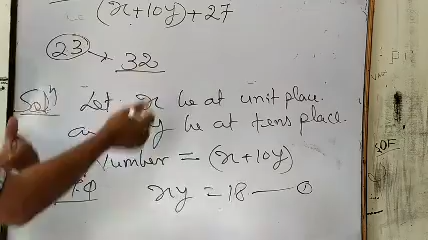 (x+10y)+27
23 → 32
Solⁿ Let x be at unit place.
y be at tens place.
Number = (x+10y)
xy = 18 — ①